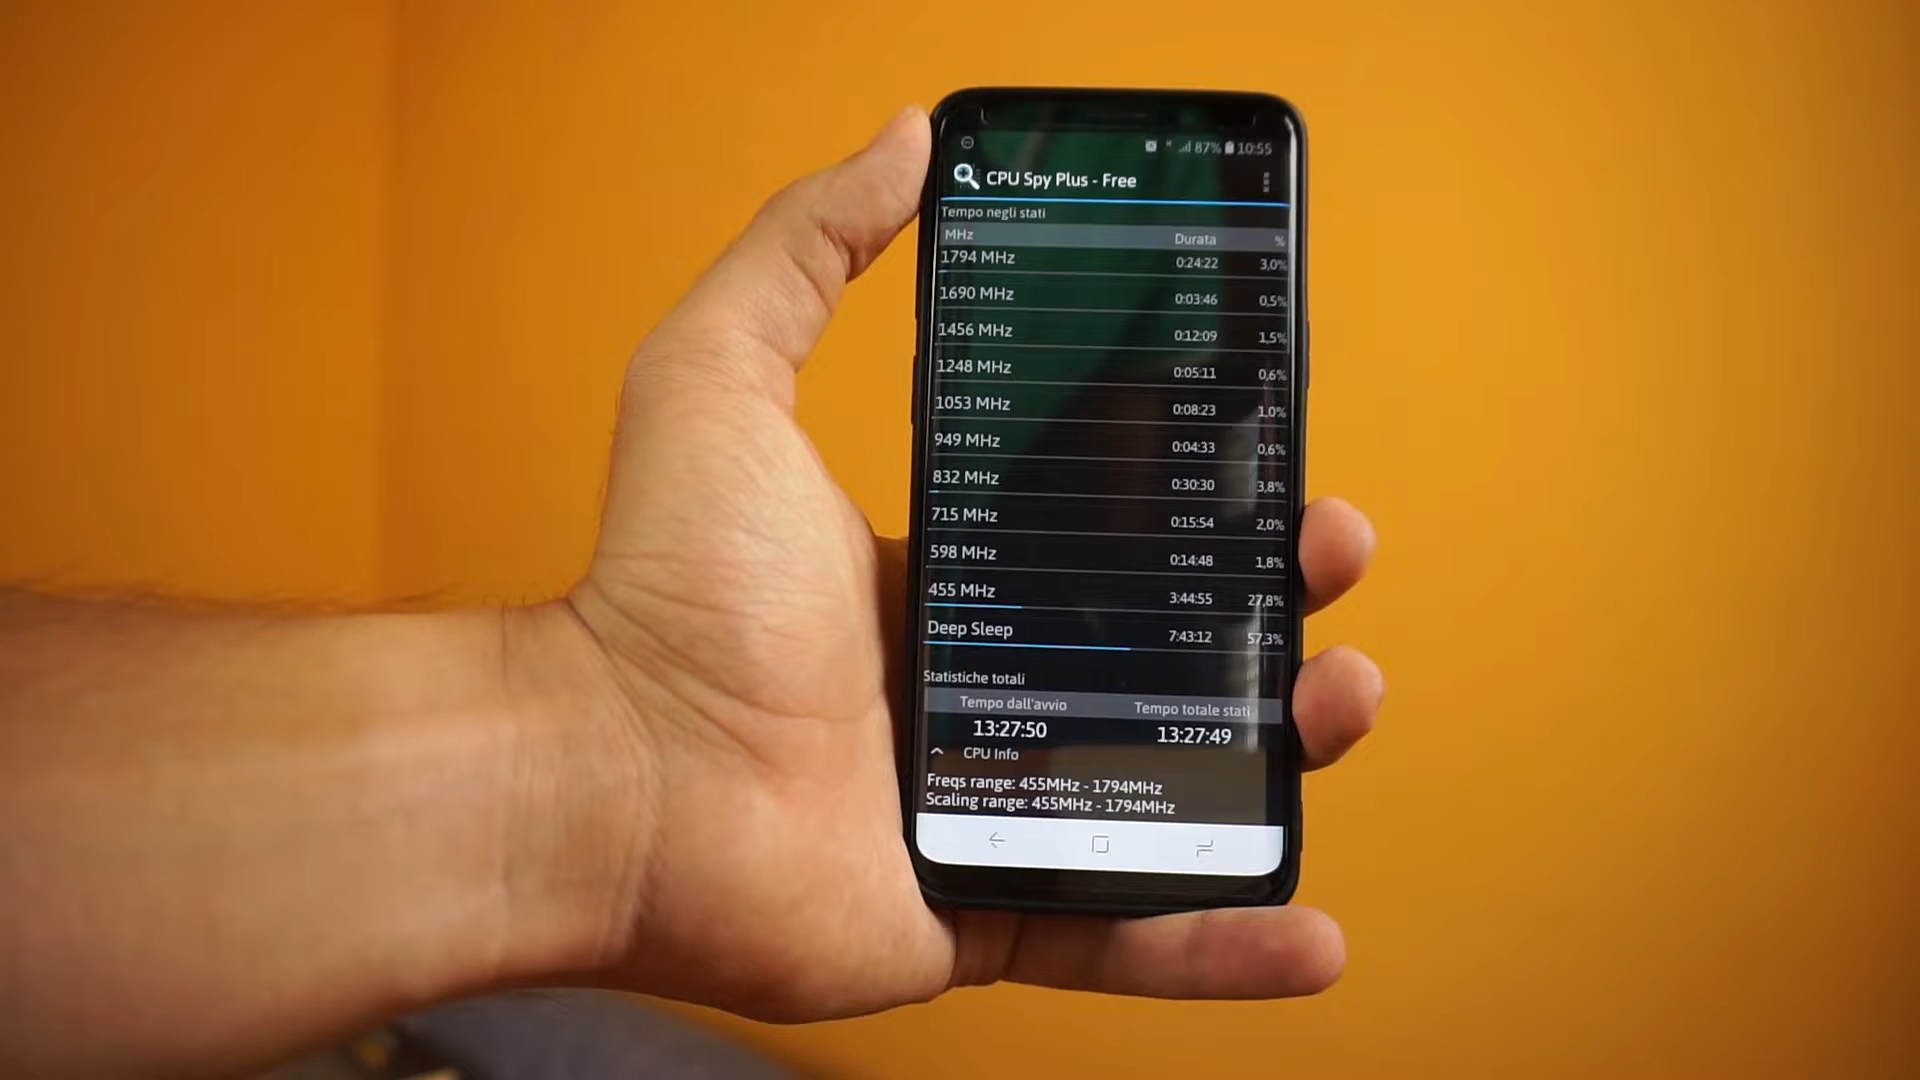 87% 10:55
CPU Spy Plus - Free
Tempo negli stati
MHz Durata %
1794 MHz 0:24:22 3,0%
1690 MHz 0:03:46 0,5%
1456 MHz 0:12:09 1,5%
1248 MHz 0:05:11 0,6%
1053 MHz 0:08:23 1,0%
949 MHz 0:04:33 0,6%
832 MHz 0:30:30 3,8%
715 MHz 0:15:54 2,0%
598 MHz 0:14:48 1,8%
455 MHz 3:44:55 27,8%
Deep Sleep 7:43:12 57,3%
Statistiche totali
Tempo dall'avvio Tempo totale stati
13:27:50 13:27:49
CPU Info
Freqs range: 455MHz - 1794MHz
Scaling range: 455MHz - 1794MHz